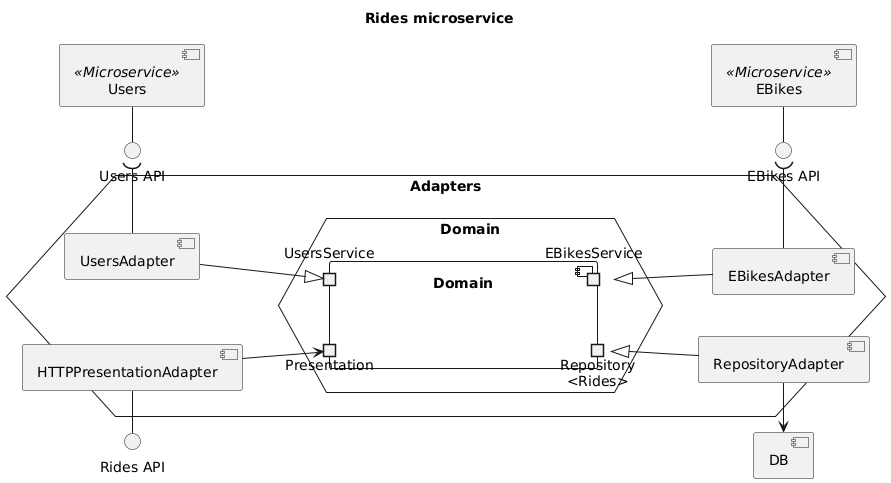 Rides microservice
«Microservice»
Users
«Microservice»
EBikes
Users API
EBikes API
Adapters
Domain
UsersService
EBikesService
UsersAdapter
Domain
EBikesAdapter
HTTPPresentationAdapter
Presentation
Repository
<Rides>
RepositoryAdapter
Rides API
DB